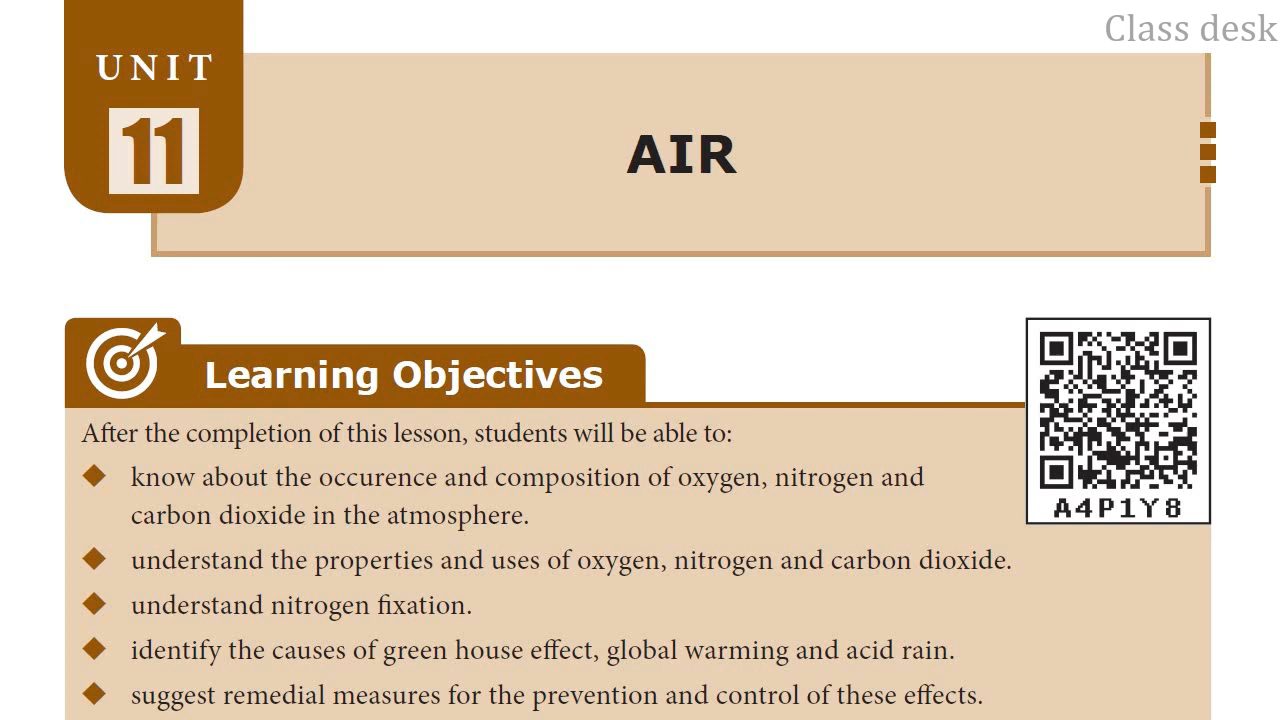 Class desk
UNIT
11
AIR
Learning Objectives
After the completion of this lesson, students will be able to:
know about the occurence and composition of oxygen, nitrogen and
carbon dioxide in the atmosphere.
understand the properties and uses of oxygen, nitrogen and carbon dioxide.
understand nitrogen fixation.
identify the causes of green house effect, global warming and acid rain.
suggest remedial measures for the prevention and control of these effects.
A4P1Y8